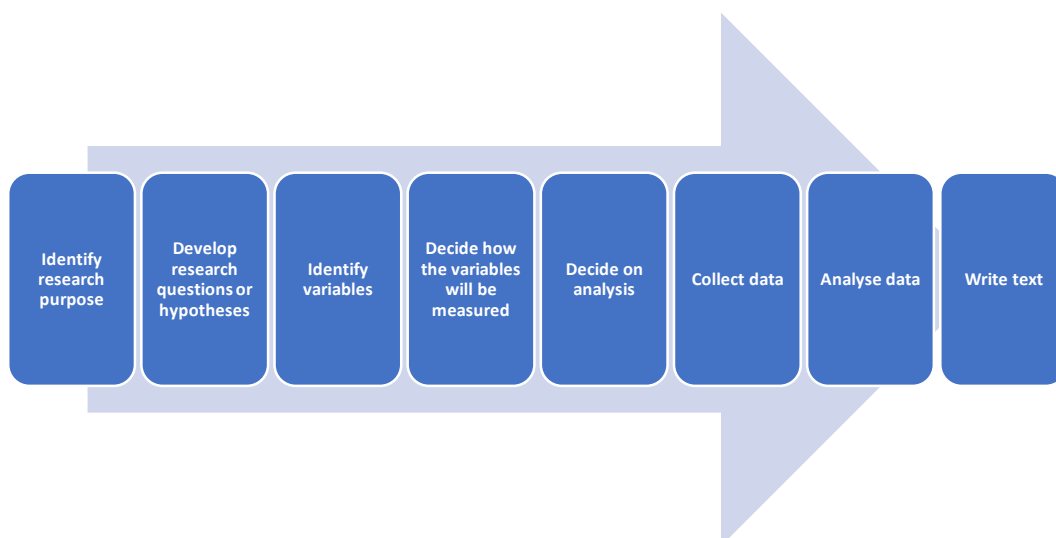 Identify
research
purpose
Develop
research
questions or
hypotheses
Identify
variables
Decide how
the variables
will be
measured
Decide on
analysis
Collect data
Analyse data
Write text